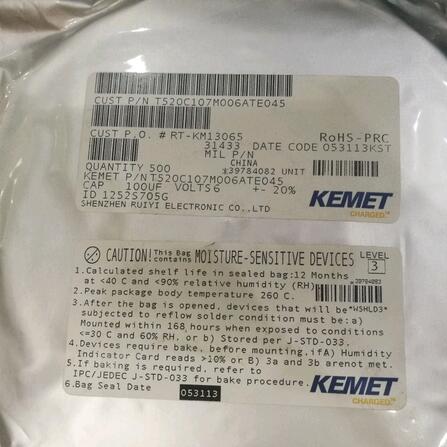 CUST P/N T520C107M006ATE045
CUST P.O. # RT-KM13065
RoHS-PRC
31433 DATE CODE 053113KST
MIL P/N
CHINA
QUANTITY 500 ±39784082 UNIT
KEMET P/NT520C107M006ATE045
CAP 100UF VOLTS6 +- 20%
ID 1252S705G
SHENZHEN RUIYI ELECTRONIC CO.,LTD
KEMET
CHARGED.™
CAUTION! This Bag contains MOISTURE-SENSITIVE DEVICES
LEVEL
3
1.Calculated shelf life in sealed bag:12 Months
at <40 C and <90% relative humidity (RH)
2.Peak package body temperature 260 C.
3.After the bag is opened, devices that will be *WSHLD3*
subjected to reflow solder condition must be: a)
Mounted within 168 hours when exposed to conditions
<=30 C and 60% RH. or b) Stored per J-STD-033.
4.Devices require bake, before mounting,if A) Humidity
Indicator Card reads >10% or B) 3a and 3b arenot met.
5.If baking is required, refer to
IPC/JEDEC J-STD-033 for bake procedure.
6.Bag Seal Date 053113
KEMET
CHARGED.™